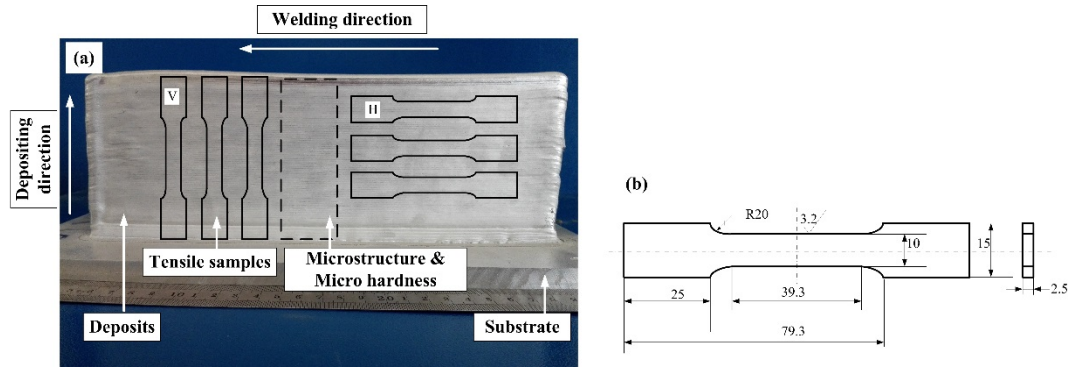 Welding direction
(a)
V
H
Depositing
direction
Tensile samples
Microstructure &
Micro hardness
Deposits
Substrate
(b)
R20
3.2
10
15
25
39.3
2.5
79.3